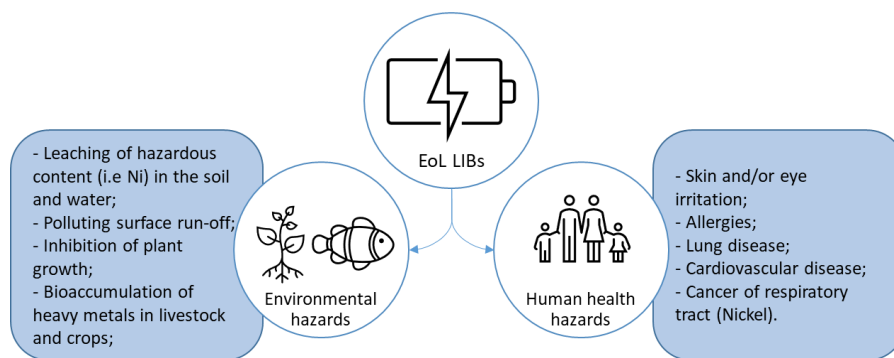 EoL LIBs
- Leaching of hazardous
content (i.e Ni) in the soil
and water;
- Polluting surface run-off;
- Inhibition of plant
growth;
- Bioaccumulation of
heavy metals in livestock
and crops;
Environmental
hazards
Human health
hazards
- Skin and/or eye
irritation;
- Allergies;
- Lung disease;
- Cardiovascular disease;
- Cancer of respiratory
tract (Nickel).